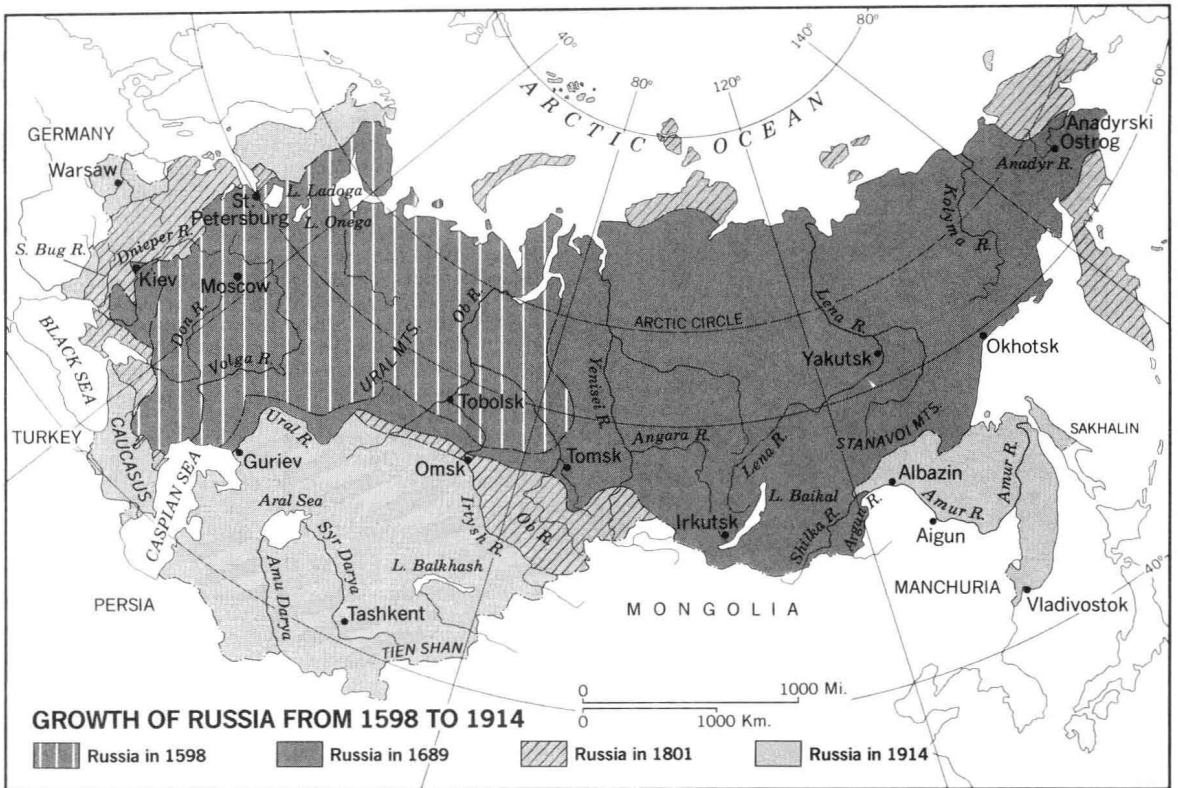 80°
140°
40°
80°
120°
60°
ARCTIC OCEAN
GERMANY
Warsaw
Anadyrski
Ostrog
Anadyr R.
L. Ladoga
St.
Petersburg
L. Onega
Kolyma R.
S. Bug R.
Dnieper R.
Kiev
Moscow
Ob R.
Lena R.
ARCTIC CIRCLE
BLACK SEA
Don R.
Volga R.
URAL MTS.
Yenisei R.
Yakutsk
Okhotsk
Tobolsk
TURKEY
CAUCASUS
Ural R.
Angara R.
Lena R.
STANAVOI MTS.
SAKHALIN
Guriev
Omsk
Tomsk
Albazin
Amur R.
CASPIAN SEA
Aral Sea
Irtysh R.
Ob R.
L. Baikal
Irkutsk
Shilka R.
Argun R.
Amur R.
Aigun
Syr Darya
L. Balkhash
PERSIA
Amu Darya
Tashkent
MONGOLIA
MANCHURIA
Vladivostok
40°
TIEN SHAN
0 1000 Mi.
0 1000 Km.
GROWTH OF RUSSIA FROM 1598 TO 1914
Russia in 1598
Russia in 1689
Russia in 1801
Russia in 1914